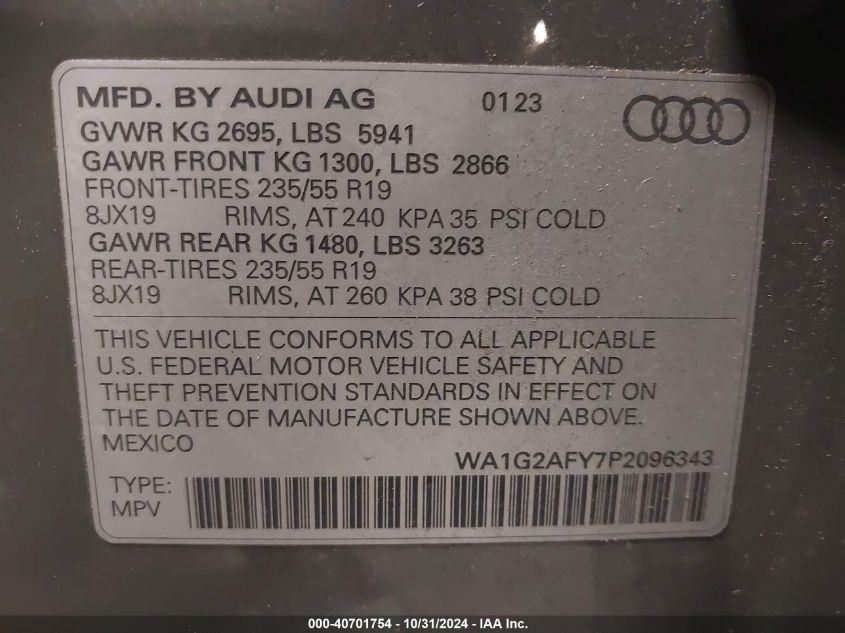 MFD. BY AUDI AG 0123
GVWR KG 2695, LBS 5941
GAWR FRONT KG 1300, LBS 2866
FRONT-TIRES 235/55 R19
8JX19 RIMS, AT 240 KPA 35 PSI COLD
GAWR REAR KG 1480, LBS 3263
REAR-TIRES 235/55 R19
8JX19 RIMS, AT 260 KPA 38 PSI COLD
THIS VEHICLE CONFORMS TO ALL APPLICABLE
U.S. FEDERAL MOTOR VEHICLE SAFETY AND
THEFT PREVENTION STANDARDS IN EFFECT ON
THE DATE OF MANUFACTURE SHOWN ABOVE.
MEXICO
WA1G2AFY7P2096343
TYPE:
MPV
000-40701754 - 10/31/2024 - IAA Inc.